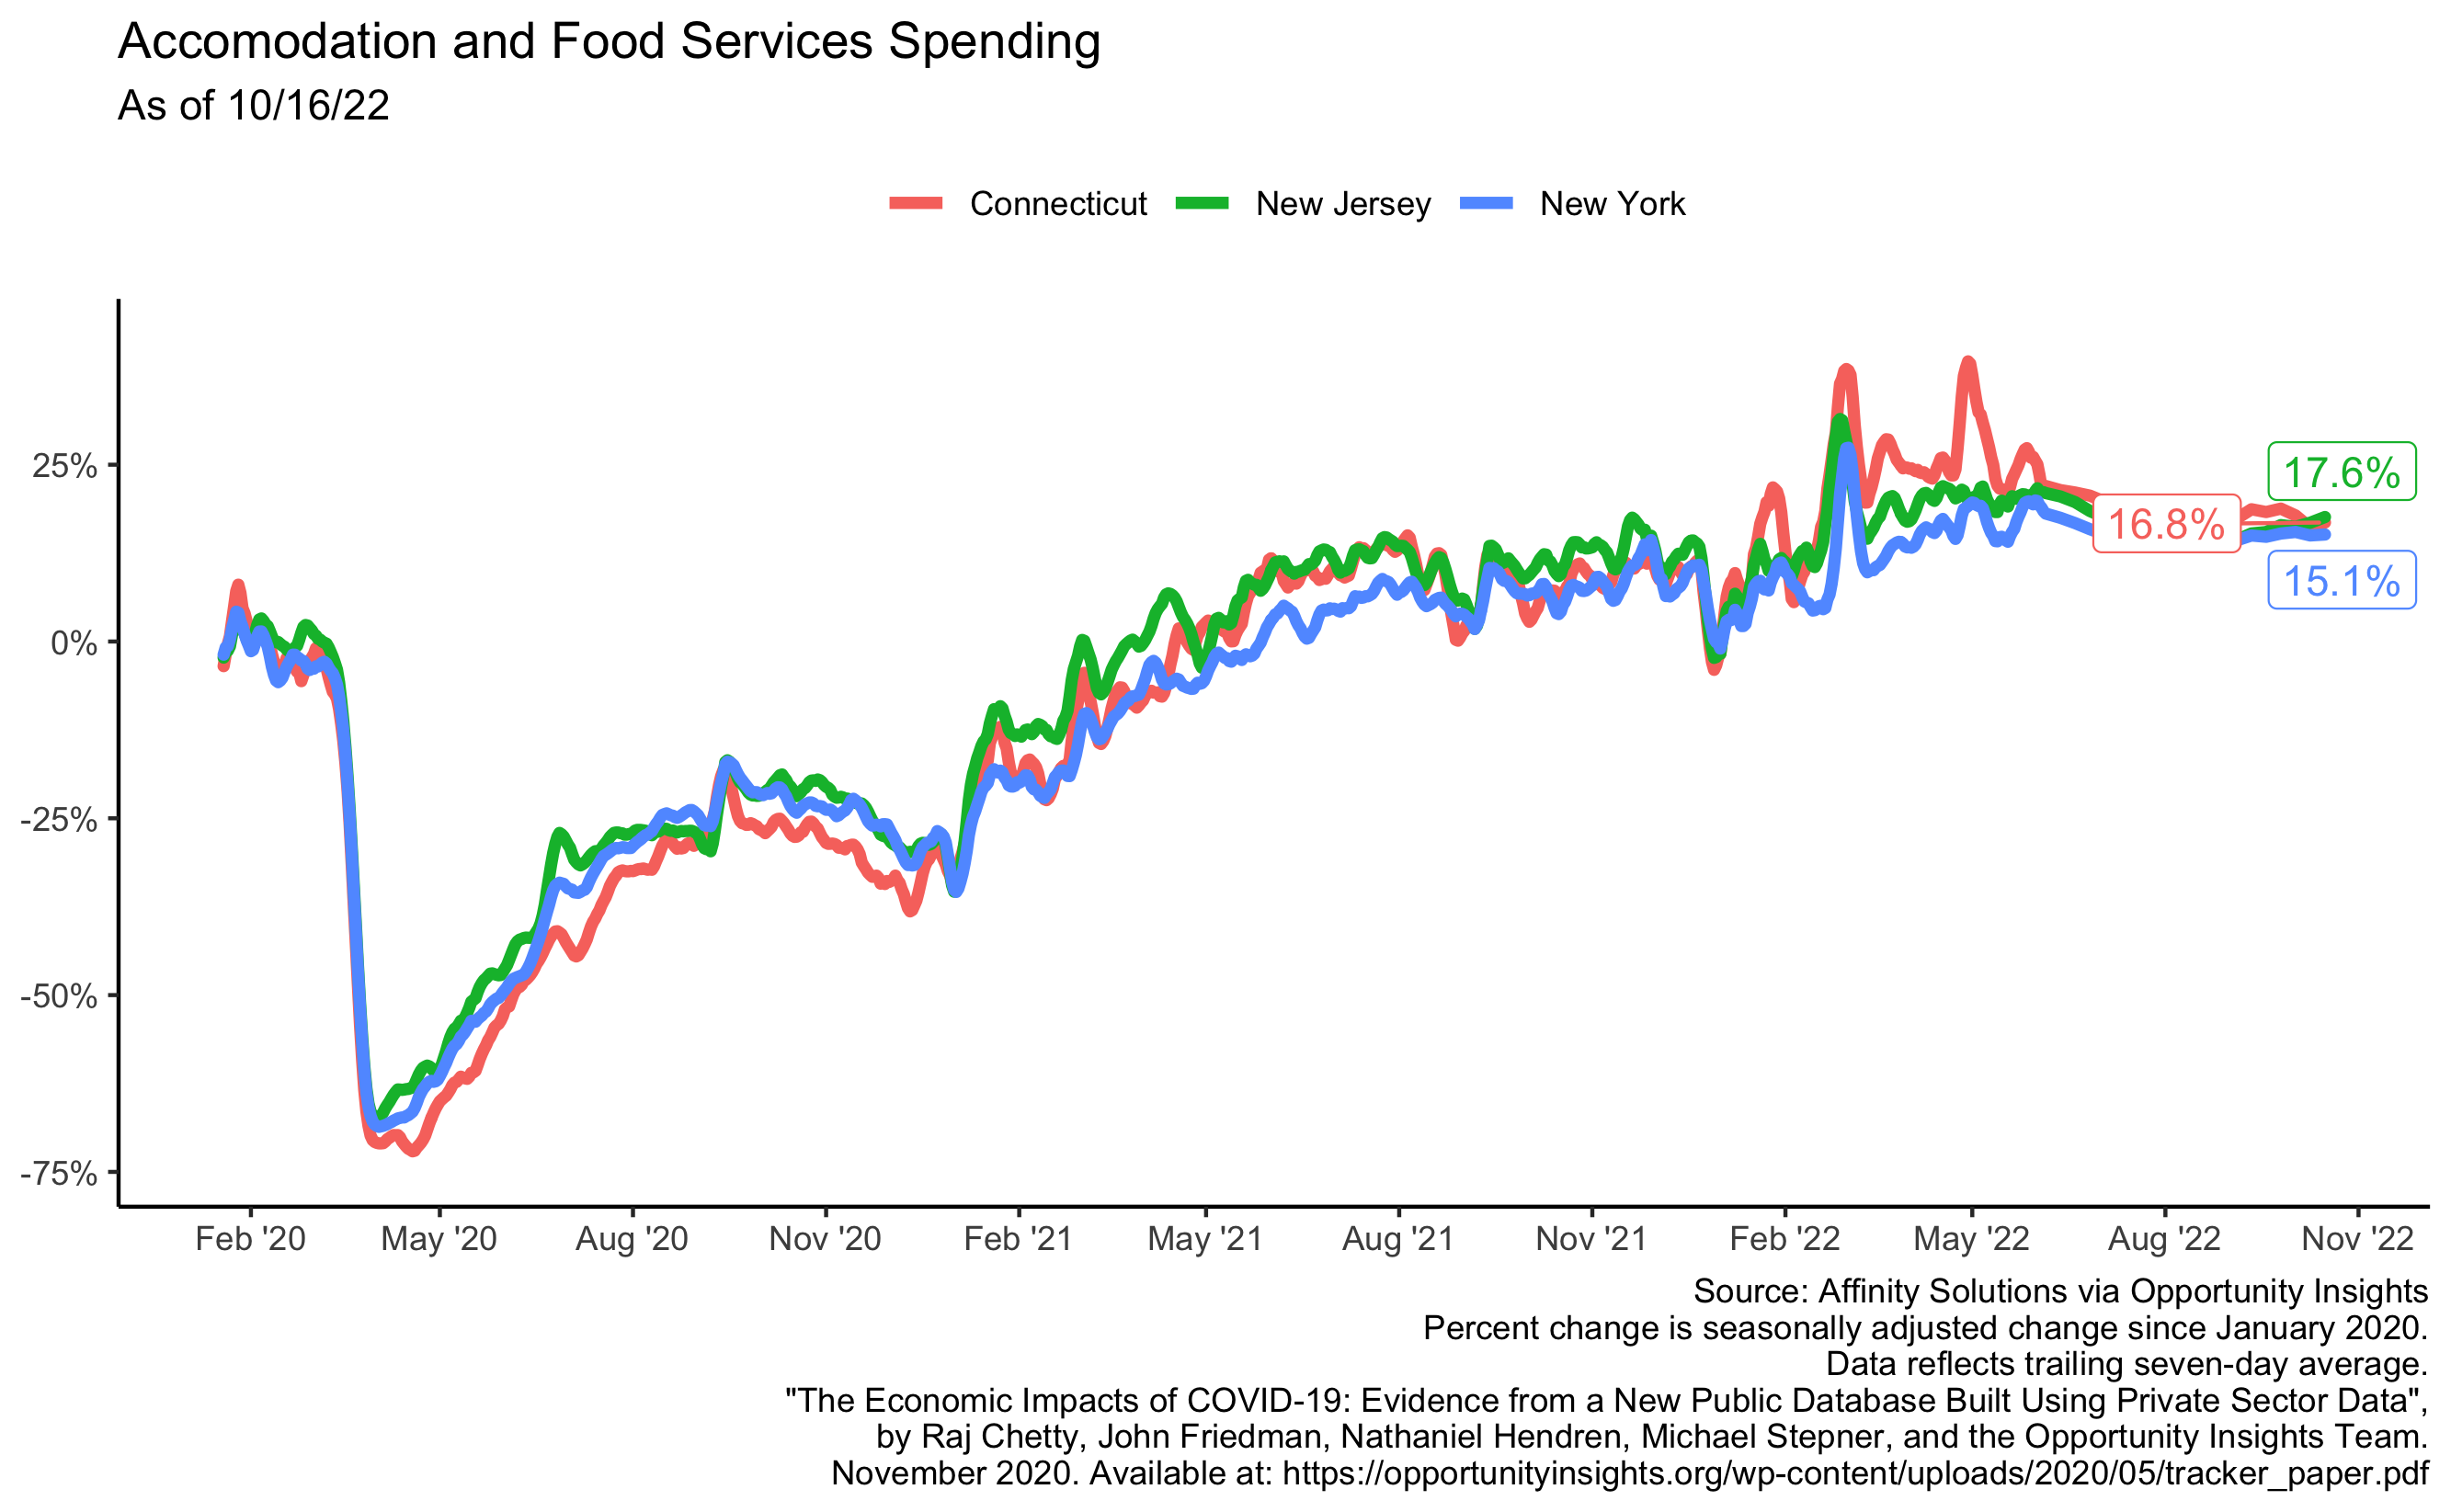 Accomodation and Food Services Spending
As of 10/16/22
Connecticut New Jersey New York
25%
0%
-25%
-50%
-75%
17.6%
16.8%
15.1%
Feb '20 May '20 Aug '20 Nov '20 Feb '21 May '21 Aug '21 Nov '21 Feb '22 May '22 Aug '22 Nov '22
Source: Affinity Solutions via Opportunity Insights
Percent change is seasonally adjusted change since January 2020.
Data reflects trailing seven-day average.
"The Economic Impacts of COVID-19: Evidence from a New Public Database Built Using Private Sector Data",
by Raj Chetty, John Friedman, Nathaniel Hendren, Michael Stepner, and the Opportunity Insights Team.
November 2020. Available at: https://opportunityinsights.org/wp-content/uploads/2020/05/tracker_paper.pdf